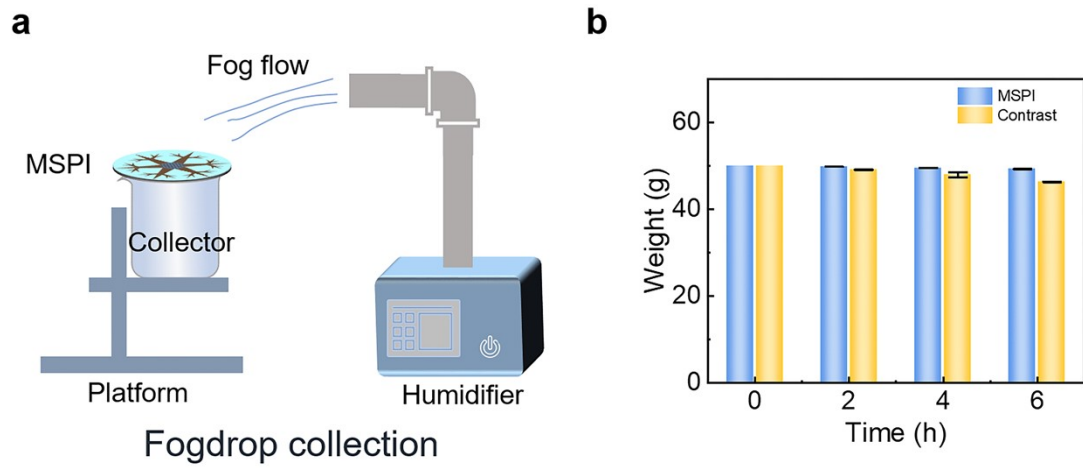 a
Fog flow
MSPI
Collector
Platform
Humidifier
Fogdrop collection
b
MSPI
Contrast
60
40
20
0
Weight (g)
0 2 4 6
Time (h)